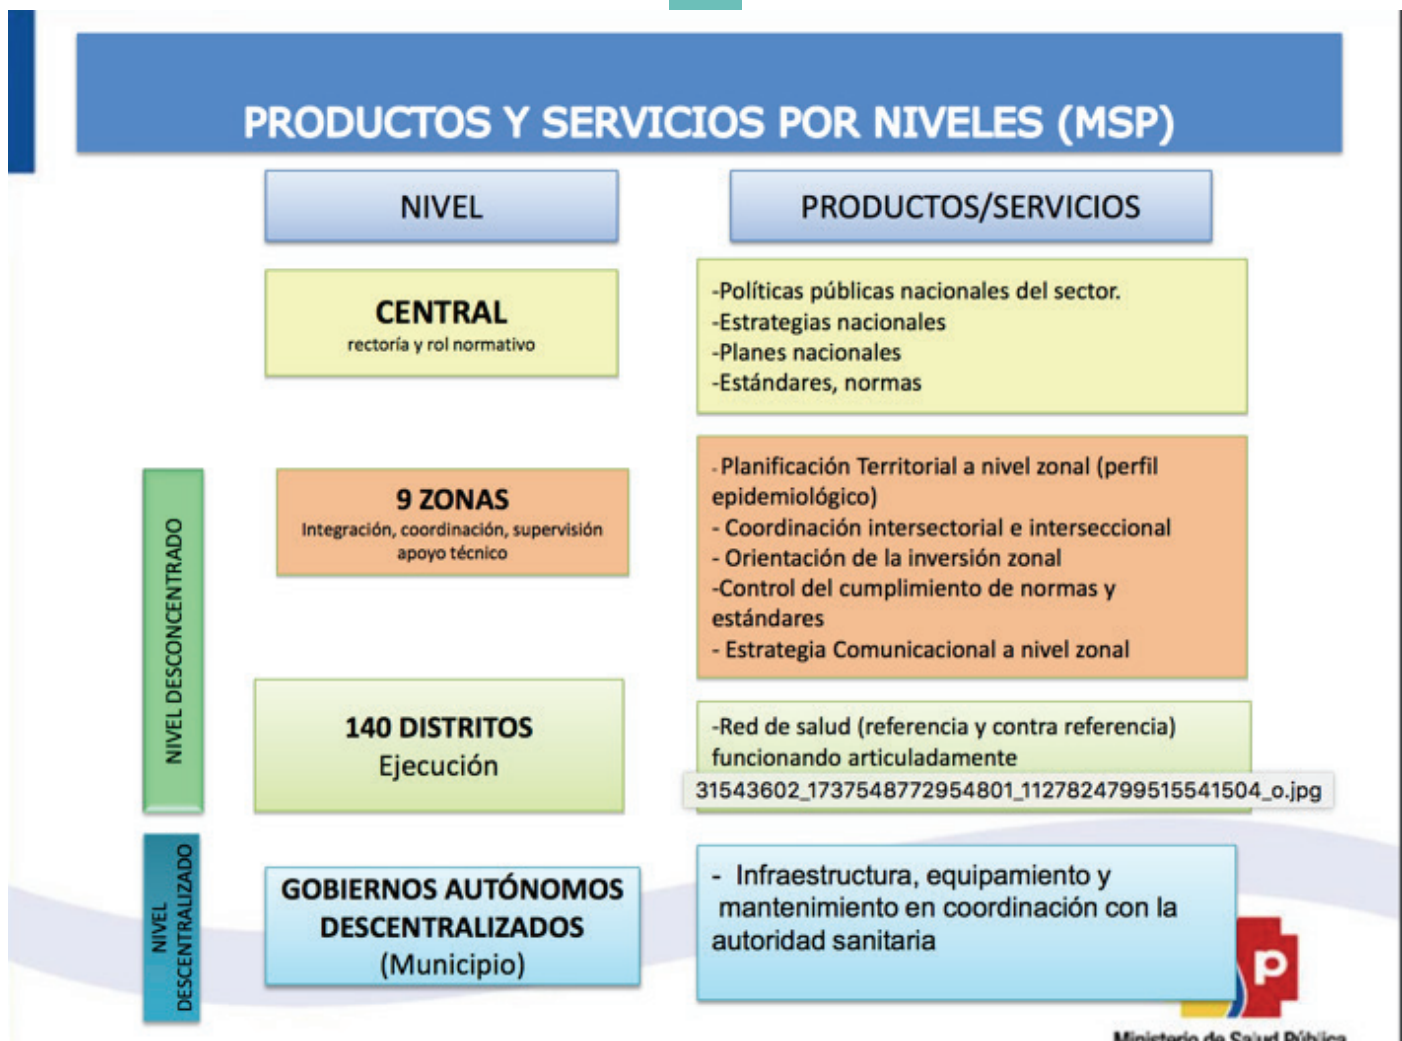 PRODUCTOS Y SERVICIOS POR NIVELES (MSP)
NIVEL
PRODUCTOS/SERVICIOS
CENTRAL
rectoría y rol normativo
-Políticas públicas nacionales del sector.
-Estrategias nacionales
-Planes nacionales
-Estándares, normas
NIVEL DESCONCENTRADO
9 ZONAS
Integración, coordinación, supervisión
apoyo técnico
- Planificación Territorial a nivel zonal (perfil
epidemiológico)
- Coordinación intersectorial e interseccional
- Orientación de la inversión zonal
-Control del cumplimiento de normas y
estándares
- Estrategia Comunicacional a nivel zonal
140 DISTRITOS
Ejecución
-Red de salud (referencia y contra referencia)
funcionando articuladamente
31543602_1737548772954801_1127824799515541504_o.jpg
NIVEL
DESCENTRALIZADO
GOBIERNOS AUTÓNOMOS
DESCENTRALIZADOS
(Municipio)
- Infraestructura, equipamiento y
mantenimiento en coordinación con la
autoridad sanitaria
p
Ministerio de Salud Pública